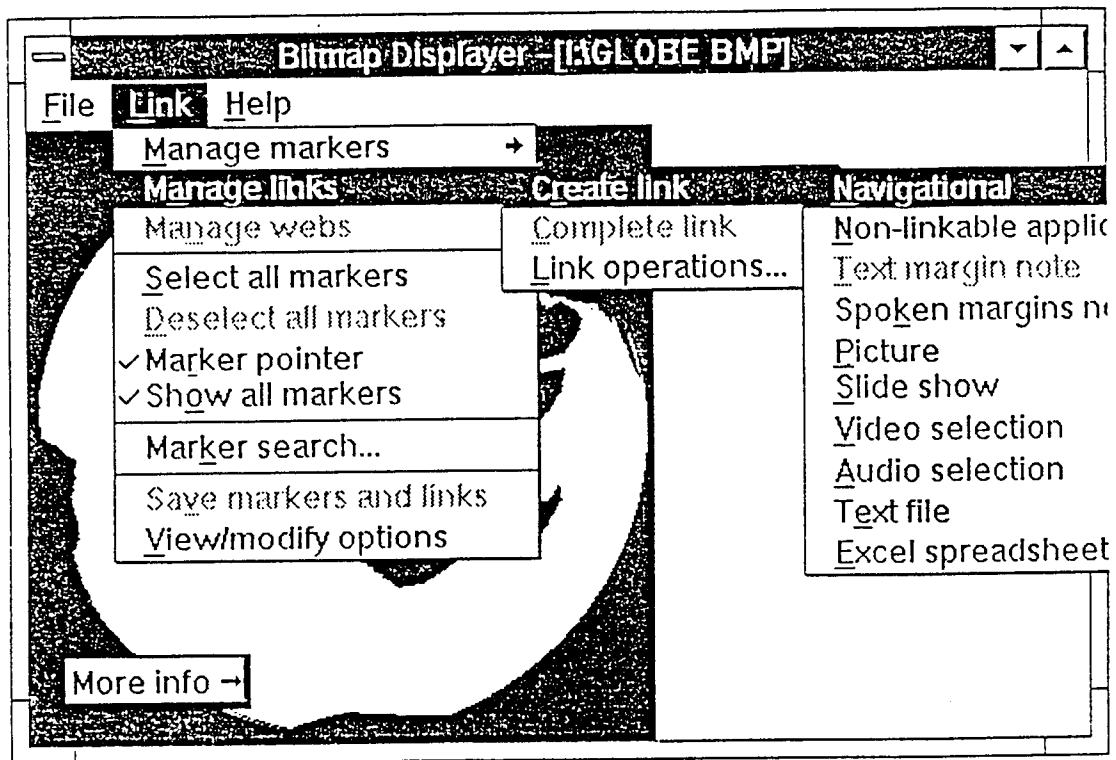 Bitmap Displayer -[I:\GLOBE BMP]
File Link Help
Manage markers →
Manage links
Manage webs
Select all markers
Deselect all markers
✓ Marker pointer
✓ Show all markers
Marker search...
Save markers and links
View/modify options
Create link
Complete link
Link operations...
Navigational
Non-linkable applic
Text margin note
Spoken margins n
Picture
Slide show
Video selection
Audio selection
Text file
Excel spreadsheet
More info →